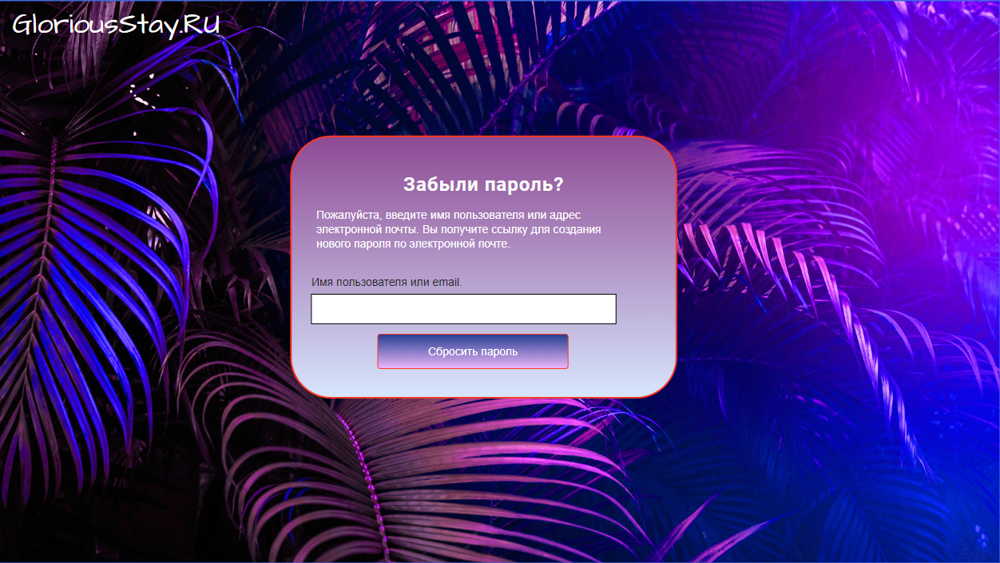 GloriousStay.RU
Забыли пароль?
Пожалуйста, введите имя пользователя или адрес
электронной почты. Вы получите ссылку для создания
нового пароля по электронной почте.
Имя пользователя или email.
Сбросить пароль